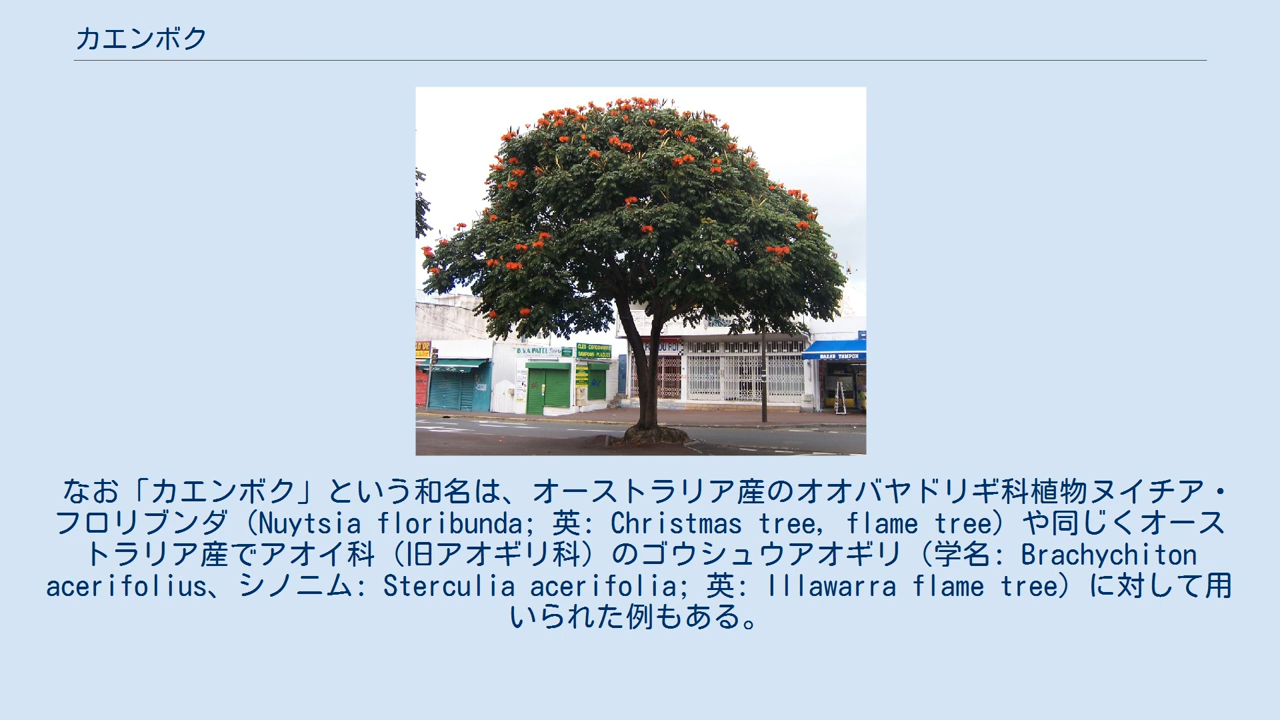 カエンボク
BAZAR TAMPON
なお「カエンボク」という和名は、オーストラリア産のオオバヤドリギ科植物ヌイチア・
フロリブンダ（Nuytsia floribunda; 英: Christmas tree, flame tree）や同じくオース
トラリア産でアオイ科（旧アオギリ科）のゴウシュウアオギリ（学名: Brachychiton
acerifolius、シノニム: Sterculia acerifolia; 英: Illawarra flame tree）に対して用
いられた例もある。